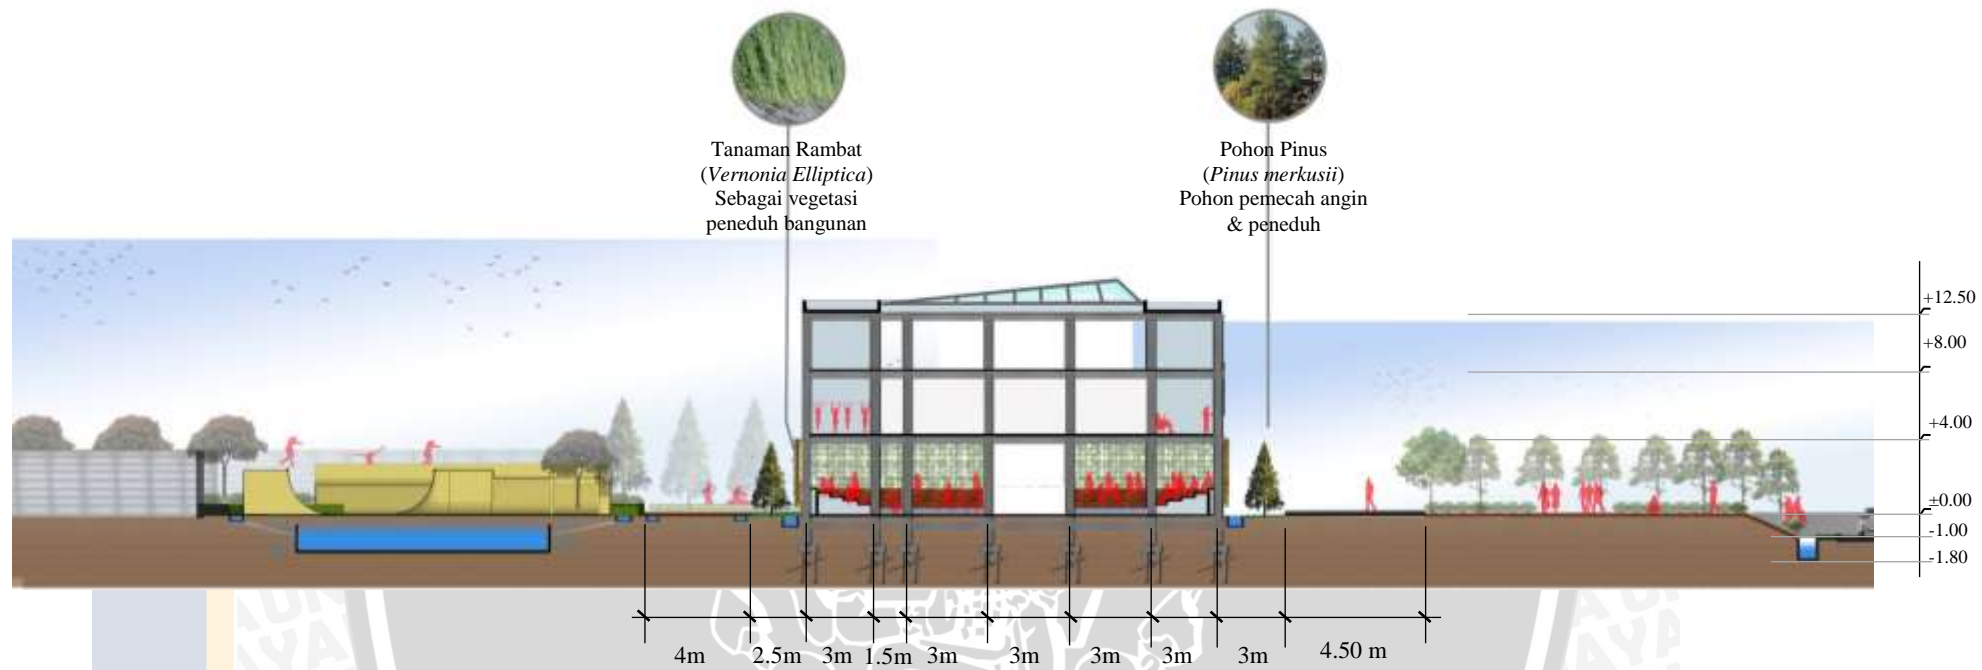 Tanaman Rambat
(Vernonia Elliptica)
Sebagai vegetasi
peneduh bangunan
Pohon Pinus
(Pinus merkusii)
Pohon pemecah angin
& peneduh
+12.50
+8.00
+4.00
±0.00
-1.00
-1.80
4m 2.5m 3m 1.5m 3m 3m 3m 3m 3m 4.50 m